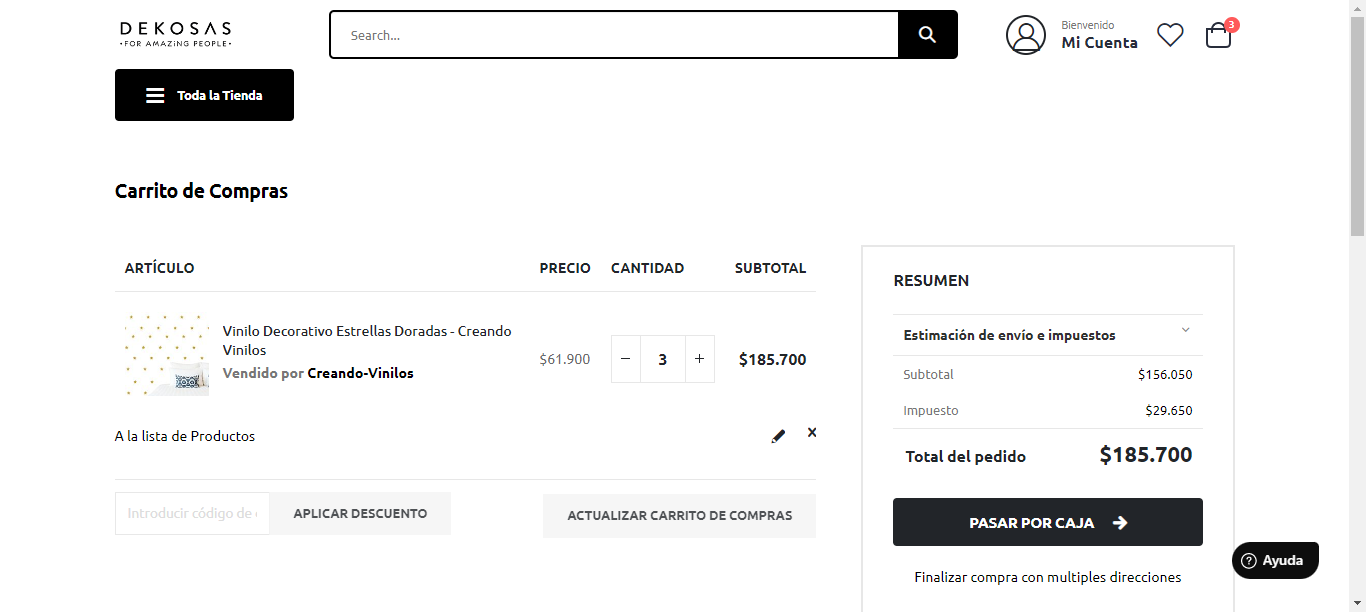 DEKOSAS
•FOR AMAZING PEOPLE•
Search...
Bienvenido
Mi Cuenta
3
Toda la Tienda
Carrito de Compras
ARTÍCULO PRECIO CANTIDAD SUBTOTAL
Vinilo Decorativo Estrellas Doradas - Creando
Vinilos
Vendido por Creando-Vinilos
$61.900 − 3 + $185.700
A la lista de Productos
Introducir código de
APLICAR DESCUENTO
ACTUALIZAR CARRITO DE COMPRAS
RESUMEN
Estimación de envío e impuestos
Subtotal $156.050
Impuesto $29.650
Total del pedido $185.700
PASAR POR CAJA
Finalizar compra con multiples direcciones
Ayuda